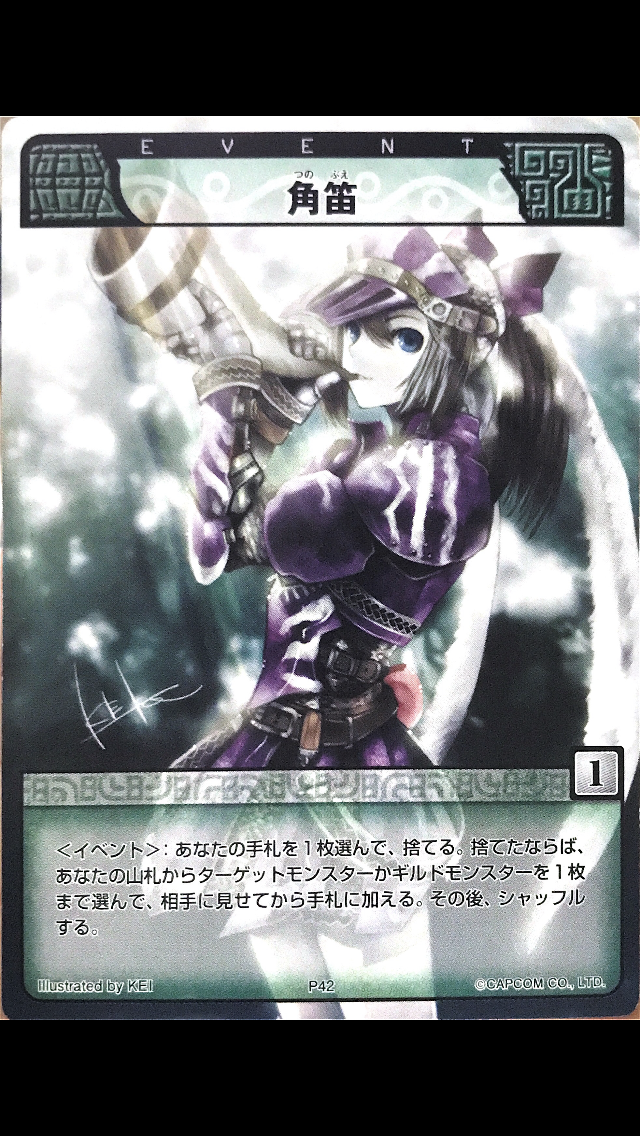 EVENT
つの ぶえ
角笛
1
＜イベント＞：あなたの手札を１枚選んで、捨てる。捨てたならば、
あなたの山札からターゲットモンスターかギルドモンスターを１枚
まで選んで、相手に見せてから手札に加える。その後、シャッフル
する。
Illustrated by KEI
P42
©CAPCOM CO., LTD.